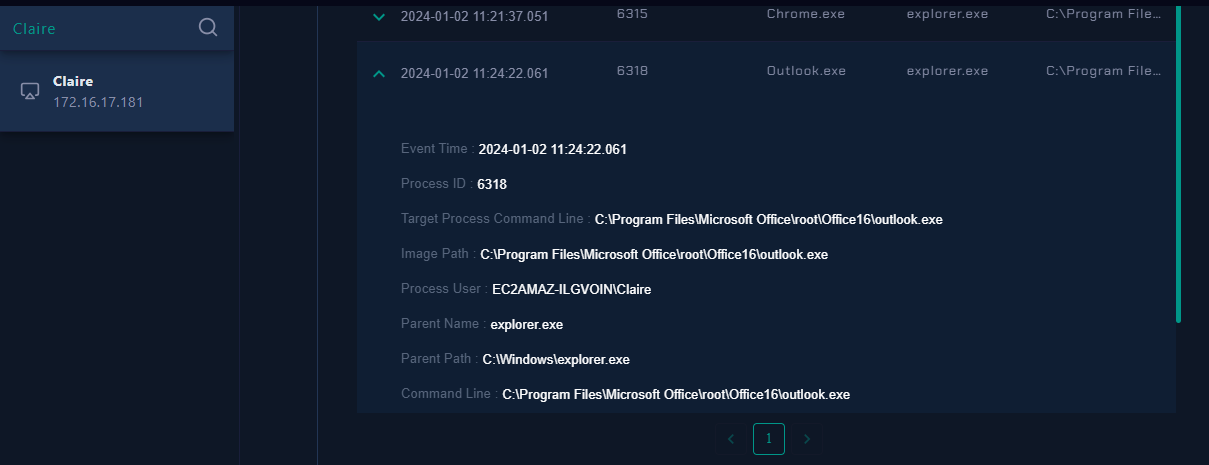 Claire
Claire
172.16.17.181
2024-01-02 11:21:37.051 6315 Chrome.exe explorer.exe C:\Program File...
2024-01-02 11:24:22.061 6318 Outlook.exe explorer.exe C:\Program File...
Event Time : 2024-01-02 11:24:22.061
Process ID : 6318
Target Process Command Line : C:\Program Files\Microsoft Office\root\Office16\outlook.exe
Image Path : C:\Program Files\Microsoft Office\root\Office16\outlook.exe
Process User : EC2AMAZ-ILGVOIN\Claire
Parent Name : explorer.exe
Parent Path : C:\Windows\explorer.exe
Command Line : C:\Program Files\Microsoft Office\root\Office16\outlook.exe
1